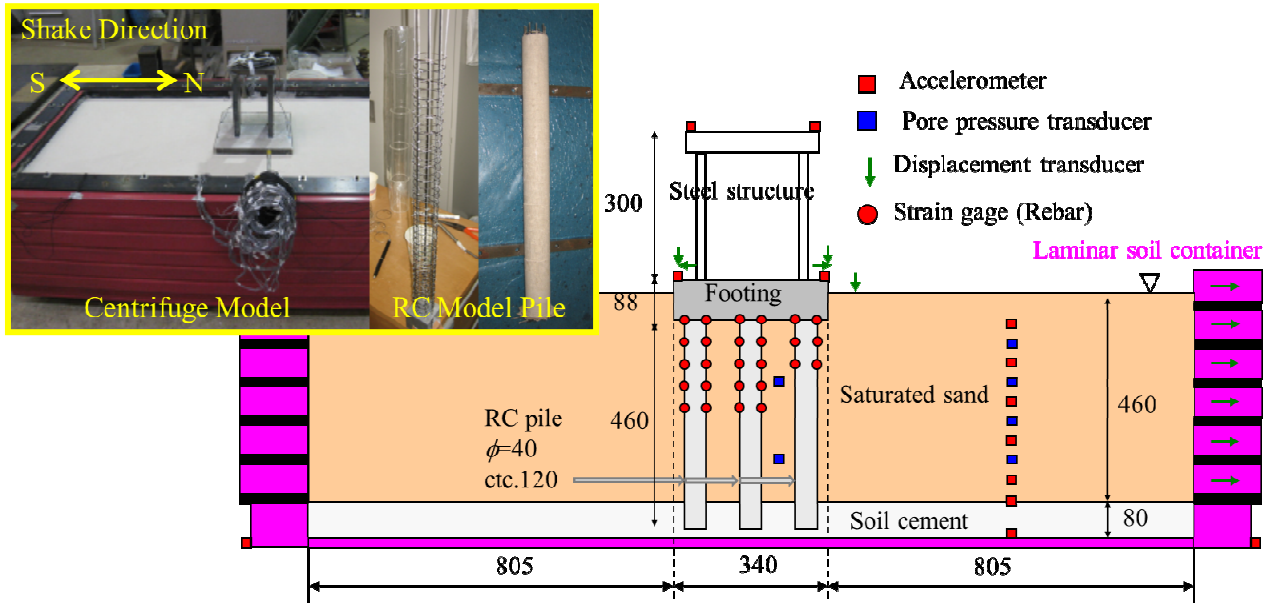 Shake Direction
S
N
Centrifuge Model
RC Model Pile
Accelerometer
Pore pressure transducer
Displacement transducer
Strain gage (Rebar)
Laminar soil container
Steel structure
300
Footing
88
Saturated sand
460
460
RC pile
ϕ=40
ctc.120
Soil cement
80
805
340
805